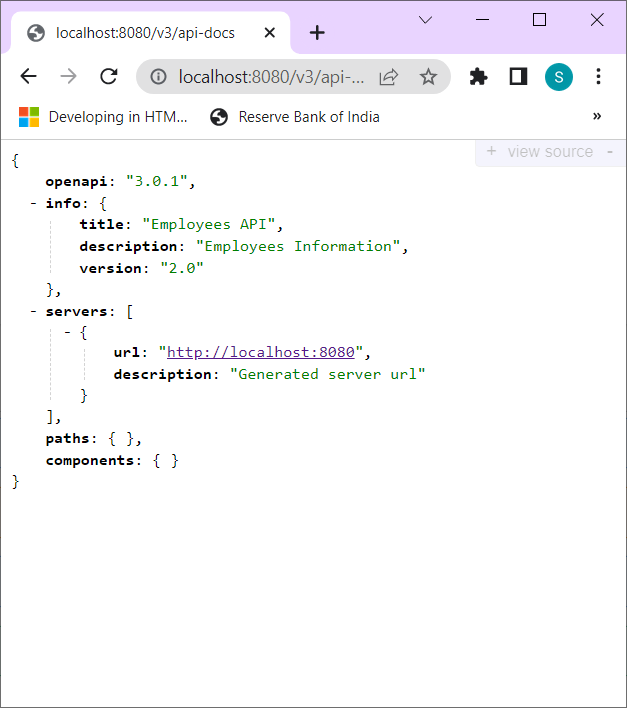 localhost:8080/v3/api-docs
localhost:8080/v3/api-... S
Developing in HTM... Reserve Bank of India »
+ view source -
{
openapi: "3.0.1",
- info: {
title: "Employees API",
description: "Employees Information",
version: "2.0"
},
- servers: [
- {
url: "http://localhost:8080",
description: "Generated server url"
}
],
paths: { },
components: { }
}